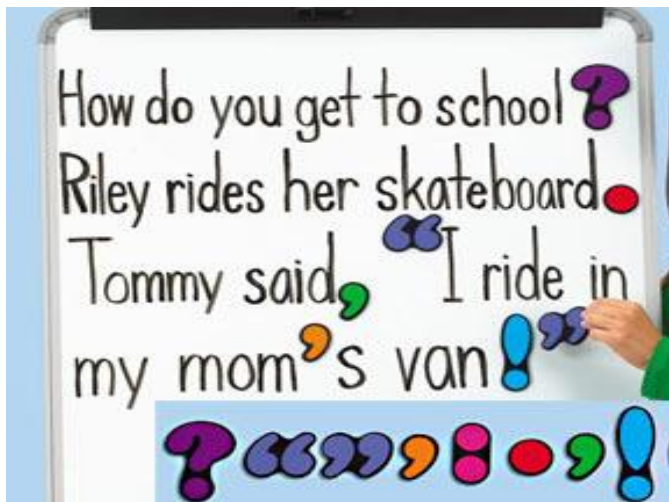 How do you get to school?
Riley rides her skateboard.
Tommy said, “I ride in
my mom’s van!”
? “ ” ’ : . , !